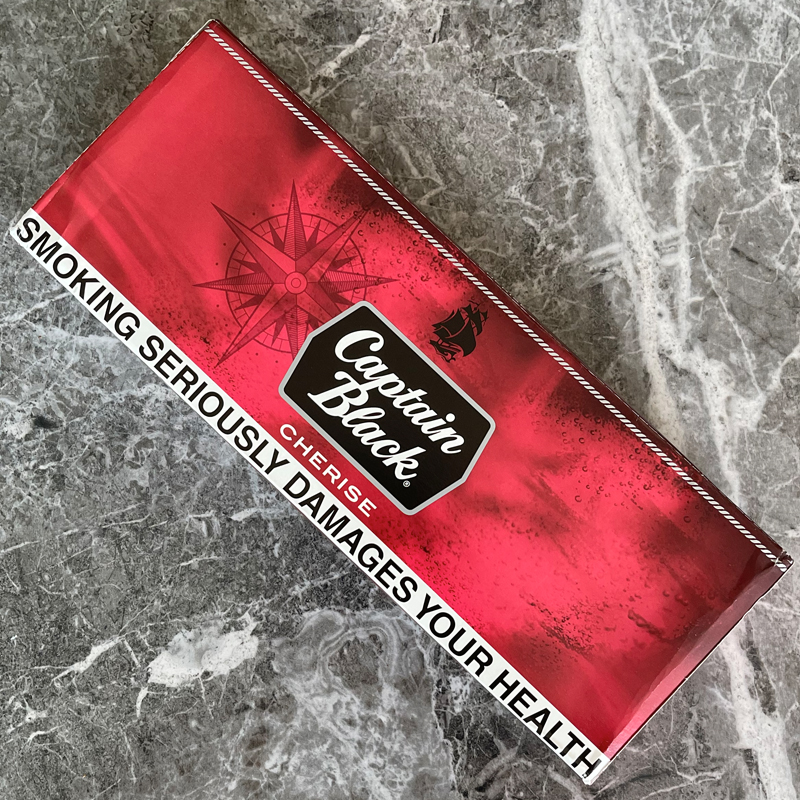 Captain
Black®
CHERISE
SMOKING SERIOUSLY DAMAGES YOUR HEALTH